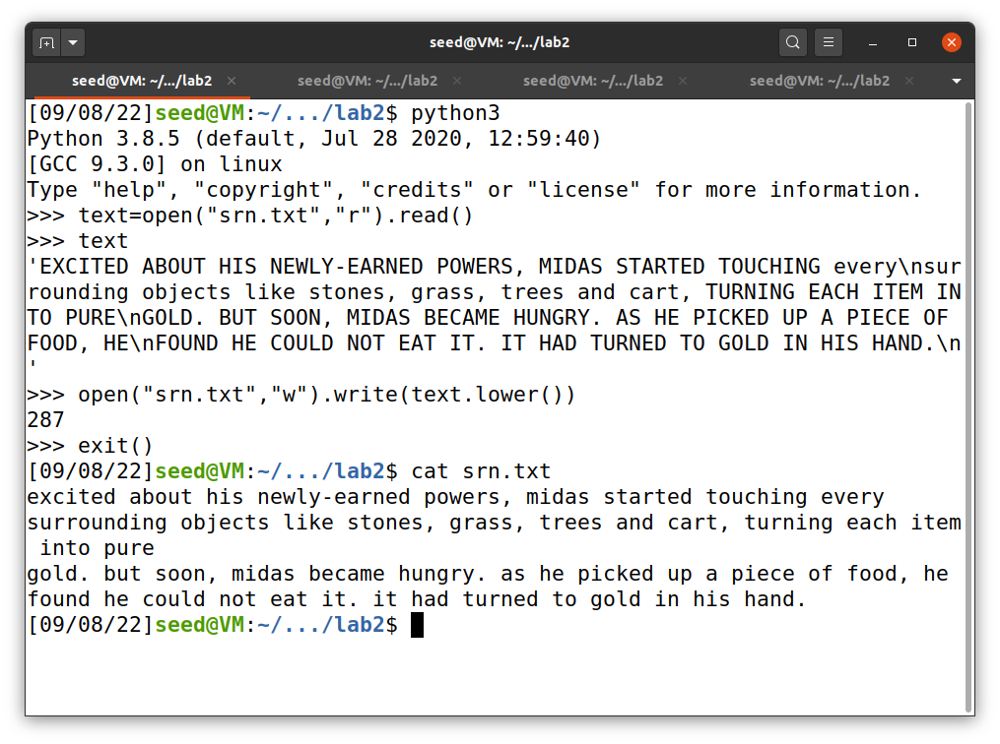 seed@VM: ~/.../lab2
seed@VM: ~/.../lab2 seed@VM: ~/.../lab2 seed@VM: ~/.../lab2 seed@VM: ~/.../lab2
[09/08/22]seed@VM:~/.../lab2$ python3
Python 3.8.5 (default, Jul 28 2020, 12:59:40)
[GCC 9.3.0] on linux
Type "help", "copyright", "credits" or "license" for more information.
>>> text=open("srn.txt","r").read()
>>> text
'EXCITED ABOUT HIS NEWLY-EARNED POWERS, MIDAS STARTED TOUCHING every\nsur
rounding objects like stones, grass, trees and cart, TURNING EACH ITEM IN
TO PURE\nGOLD. BUT SOON, MIDAS BECAME HUNGRY. AS HE PICKED UP A PIECE OF
FOOD, HE\nFOUND HE COULD NOT EAT IT. IT HAD TURNED TO GOLD IN HIS HAND.\n
'
>>> open("srn.txt","w").write(text.lower())
287
>>> exit()
[09/08/22]seed@VM:~/.../lab2$ cat srn.txt
excited about his newly-earned powers, midas started touching every
surrounding objects like stones, grass, trees and cart, turning each item
 into pure
gold. but soon, midas became hungry. as he picked up a piece of food, he
found he could not eat it. it had turned to gold in his hand.
[09/08/22]seed@VM:~/.../lab2$